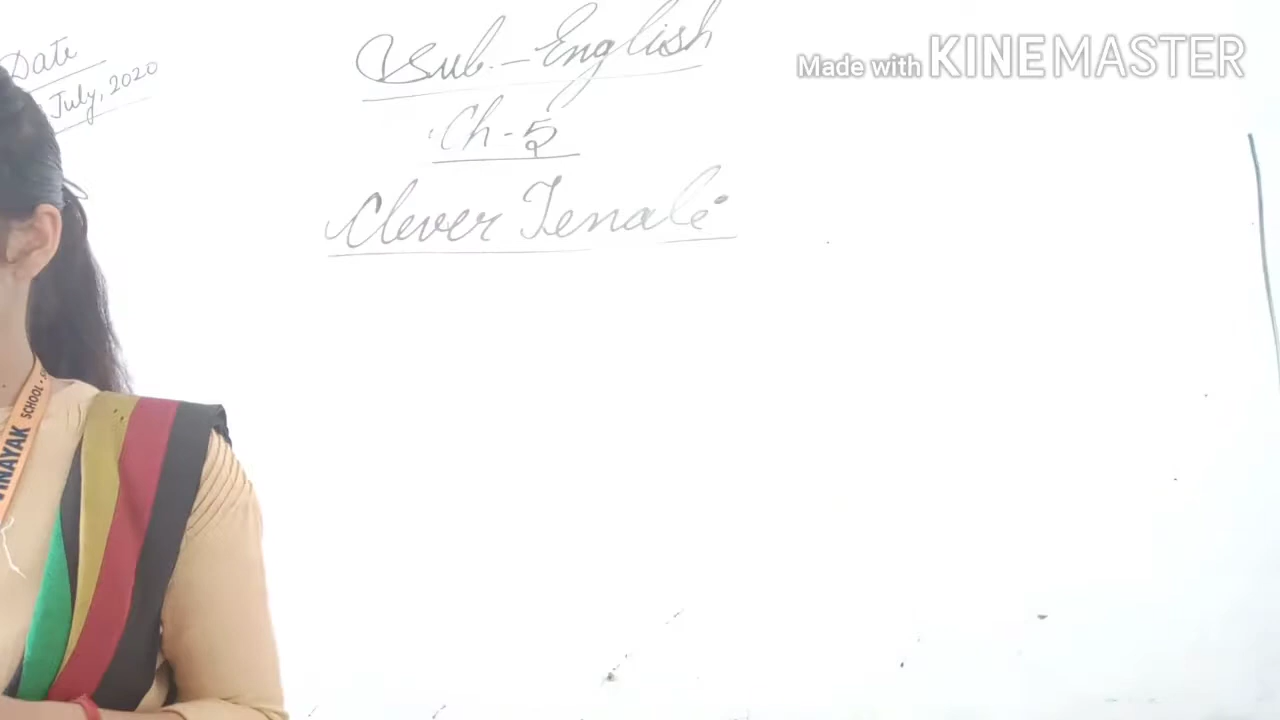 Date
July, 2020
Sub. - English
Ch - 5
Clever Tenali
Made with KINEMASTER
VINAYAK SCHOOL